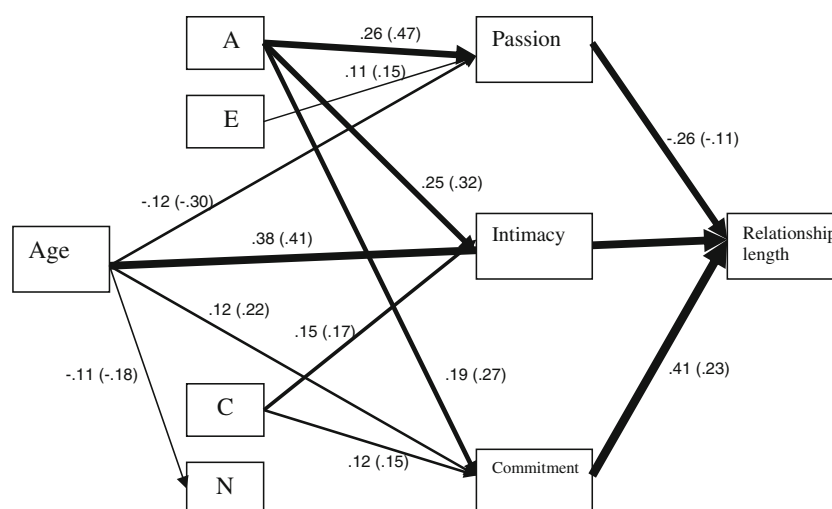 A
.26 (.47)
Passion
.11 (.15)
E
-.26 (-.11)
.25 (.32)
-.12 (-.30)
Age
.38 (.41)
Intimacy
Relationship
length
.12 (.22)
.15 (.17)
-.11 (-.18)
.19 (.27)
.41 (.23)
C
.12 (.15)
Commitment
N